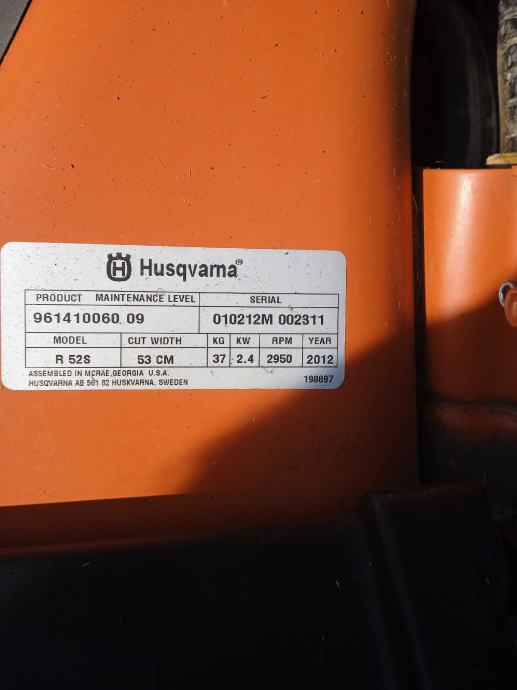 Husqvarna®
PRODUCT MAINTENANCE LEVEL SERIAL
961410060 09 010212M 002311
MODEL CUT WIDTH KG KW RPM YEAR
R 52S 53 CM 37 2.4 2950 2012
ASSEMBLED IN MCRAE,GEORGIA U.S.A.
HUSQVARNA AB 561 82 HUSKVARNA, SWEDEN 199897